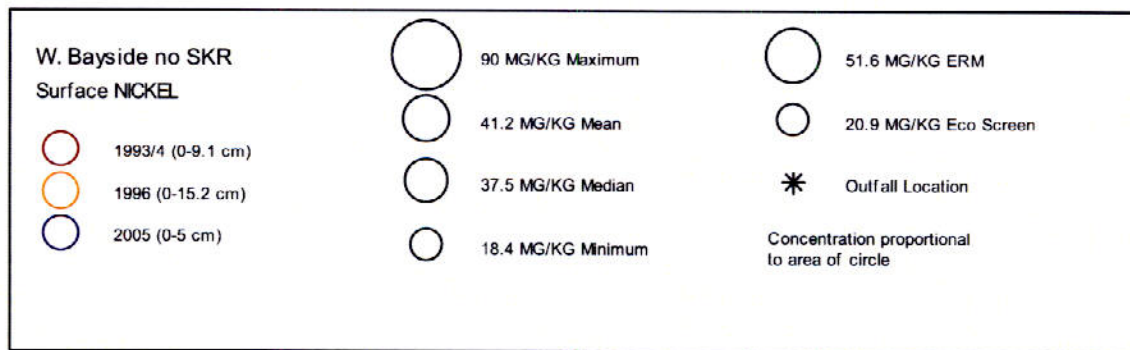 W. Bayside no SKR
Surface NICKEL
1993/4 (0-9.1 cm)
1996 (0-15.2 cm)
2005 (0-5 cm)
90 MG/KG Maximum
41.2 MG/KG Mean
37.5 MG/KG Median
18.4 MG/KG Minimum
51.6 MG/KG ERM
20.9 MG/KG Eco Screen
Outfall Location
Concentration proportional
to area of circle